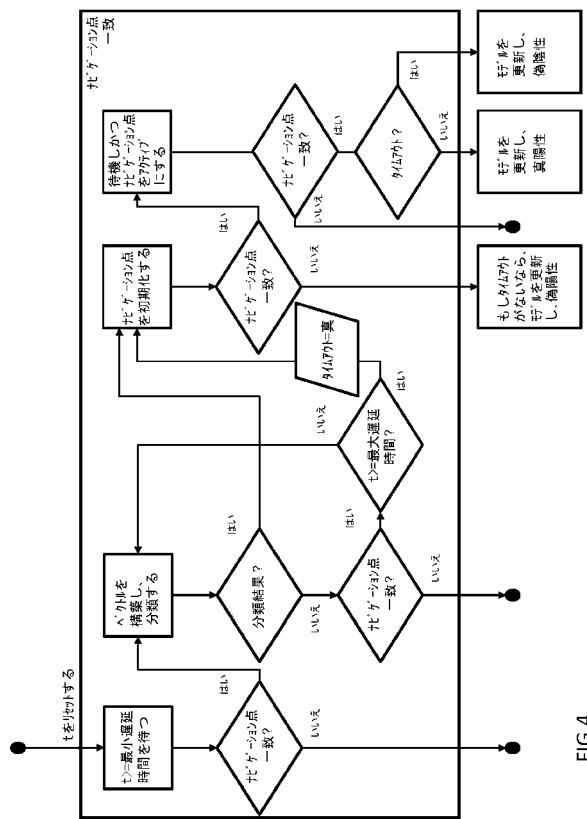 tをリセットする
ナビゲーション点
一致
t>=最小遅延
時間を待つ
ナビゲーション点
一致?
はい
いいえ
ベクトルを
構築し、
分類する
分類結果?
はい
いいえ
ナビゲーション点
一致?
はい
いいえ
t>=最大遅延
時間?
いいえ
はい
タイムアウト=真
ナビゲーション点
を初期化する
ナビゲーション点
一致?
はい
いいえ
もしタイムアウト
がないなら、
モデルを更新
し、偽陽性
待機しかつ
ナビゲーション点
をアクティブ
にする
ナビゲーション点
一致?
いいえ
はい
タイムアウト?
はい
いいえ
モデルを
更新し、
真陽性
モデルを
更新し、
偽陰性
FIG.4